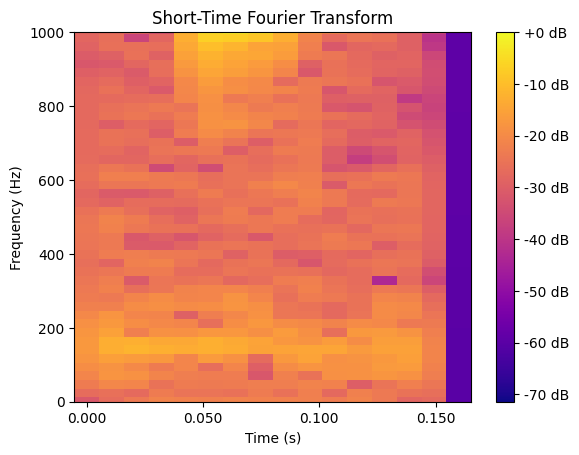 Short-Time Fourier Transform
1000
800
600
400
200
0
Frequency (Hz)
0.000
0.050
0.100
0.150
Time (s)
+0 dB
-10 dB
-20 dB
-30 dB
-40 dB
-50 dB
-60 dB
-70 dB